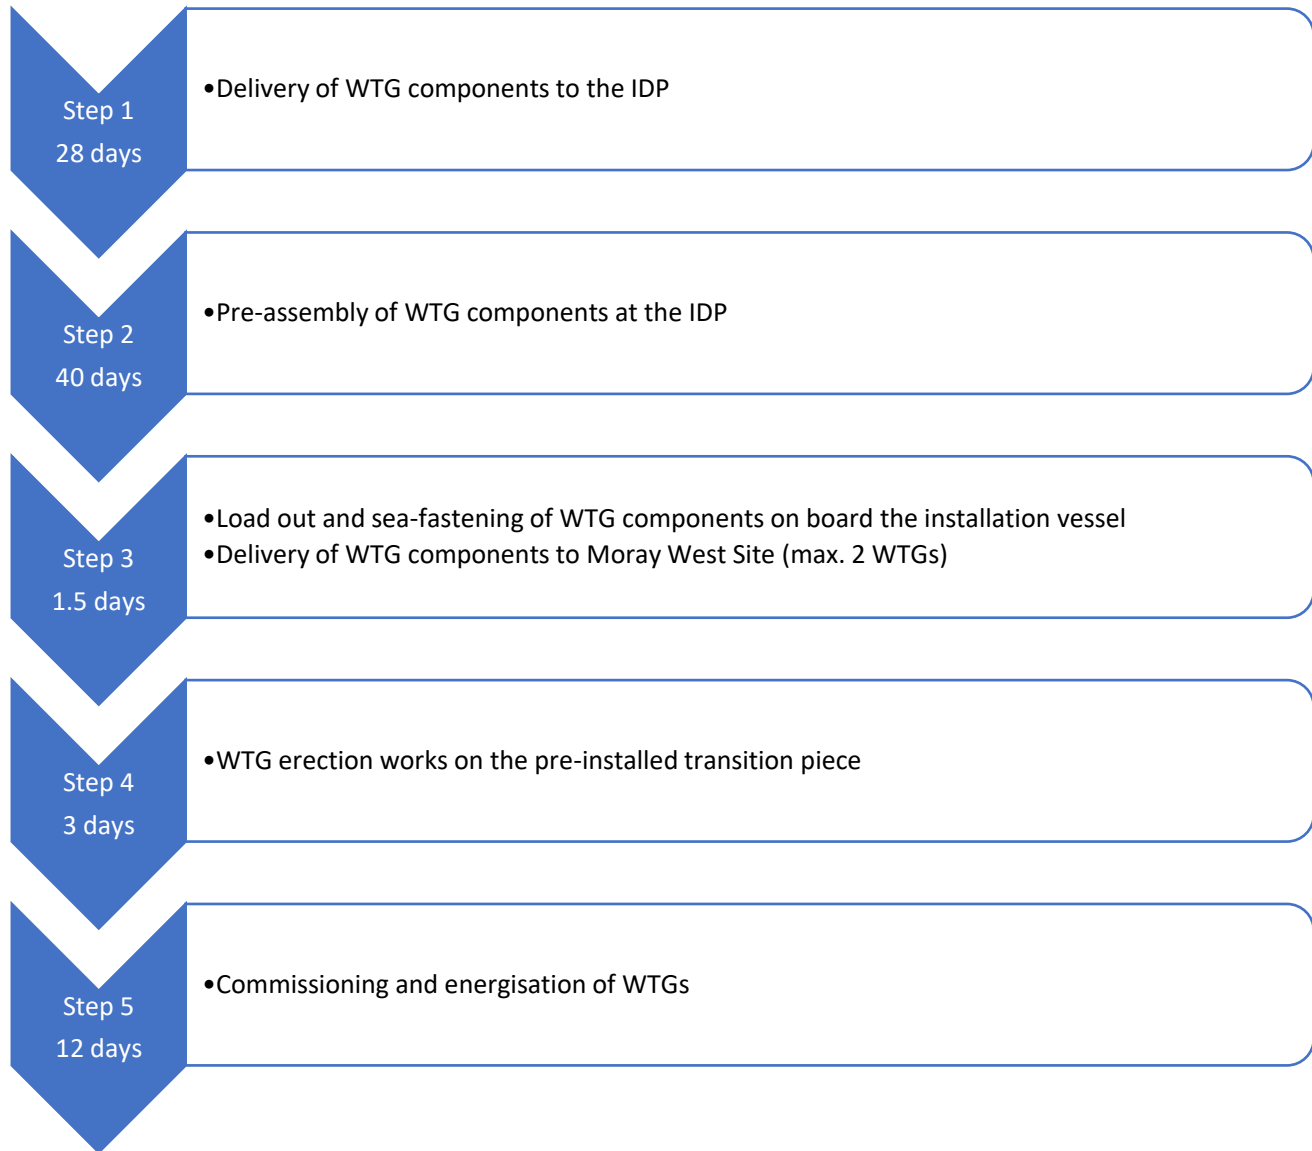 Step 1
28 days
•Delivery of WTG components to the IDP
Step 2
40 days
•Pre-assembly of WTG components at the IDP
Step 3
1.5 days
•Load out and sea-fastening of WTG components on board the installation vessel
•Delivery of WTG components to Moray West Site (max. 2 WTGs)
Step 4
3 days
•WTG erection works on the pre-installed transition piece
Step 5
12 days
•Commissioning and energisation of WTGs